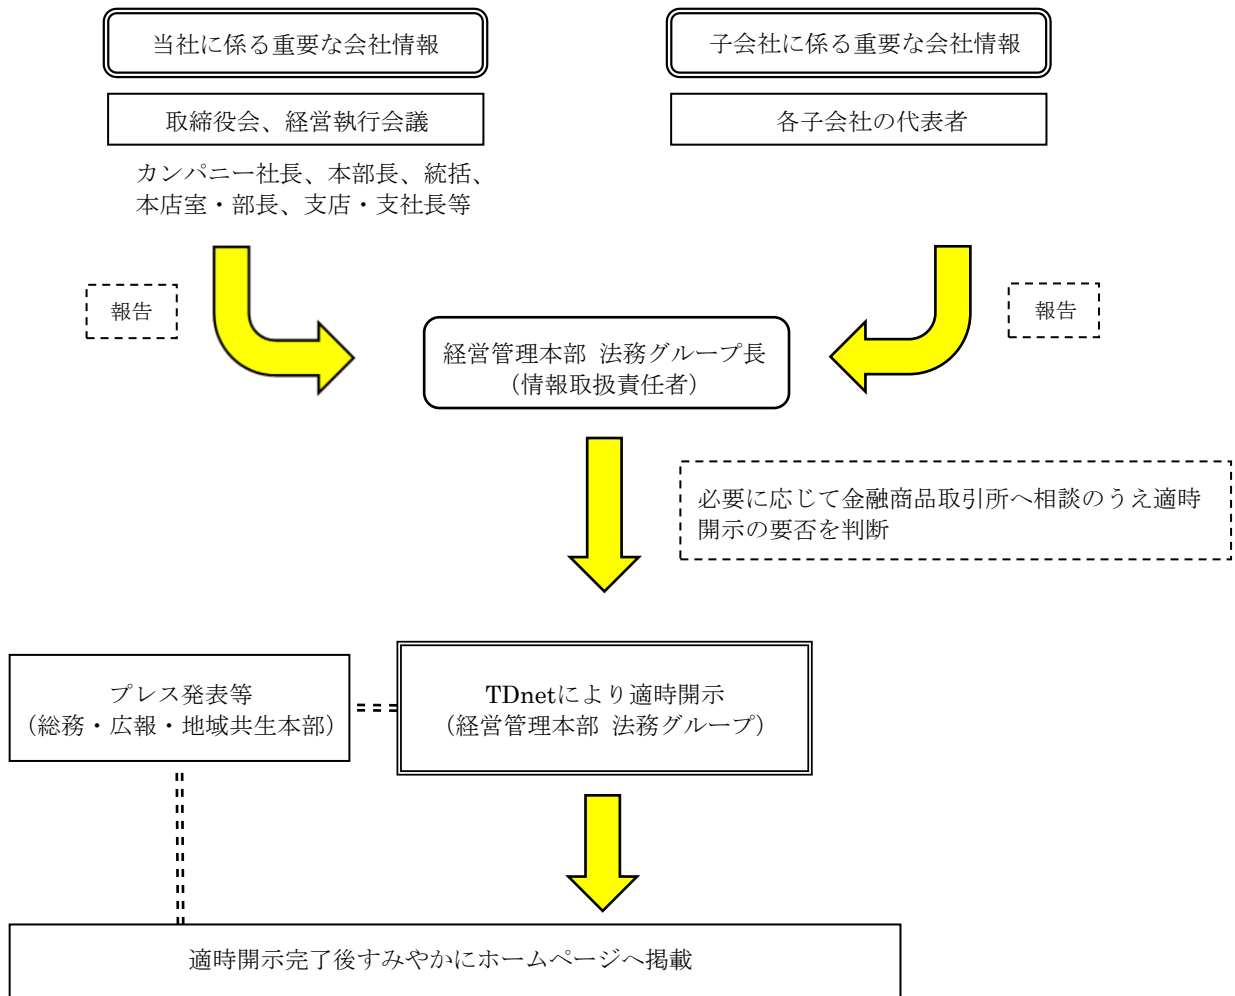 当社に係る重要な会社情報
子会社に係る重要な会社情報
取締役会、経営執行会議
各子会社の代表者
カンパニー社長、本部長、統括、
本店室・部長、支店・支社長等
報告
報告
経営管理本部 法務グループ長
（情報取扱責任者）
必要に応じて金融商品取引所へ相談のうえ適時
開示の要否を判断
プレス発表等
（総務・広報・地域共生本部）
TDnetにより適時開示
（経営管理本部 法務グループ）
適時開示完了後すみやかにホームページへ掲載